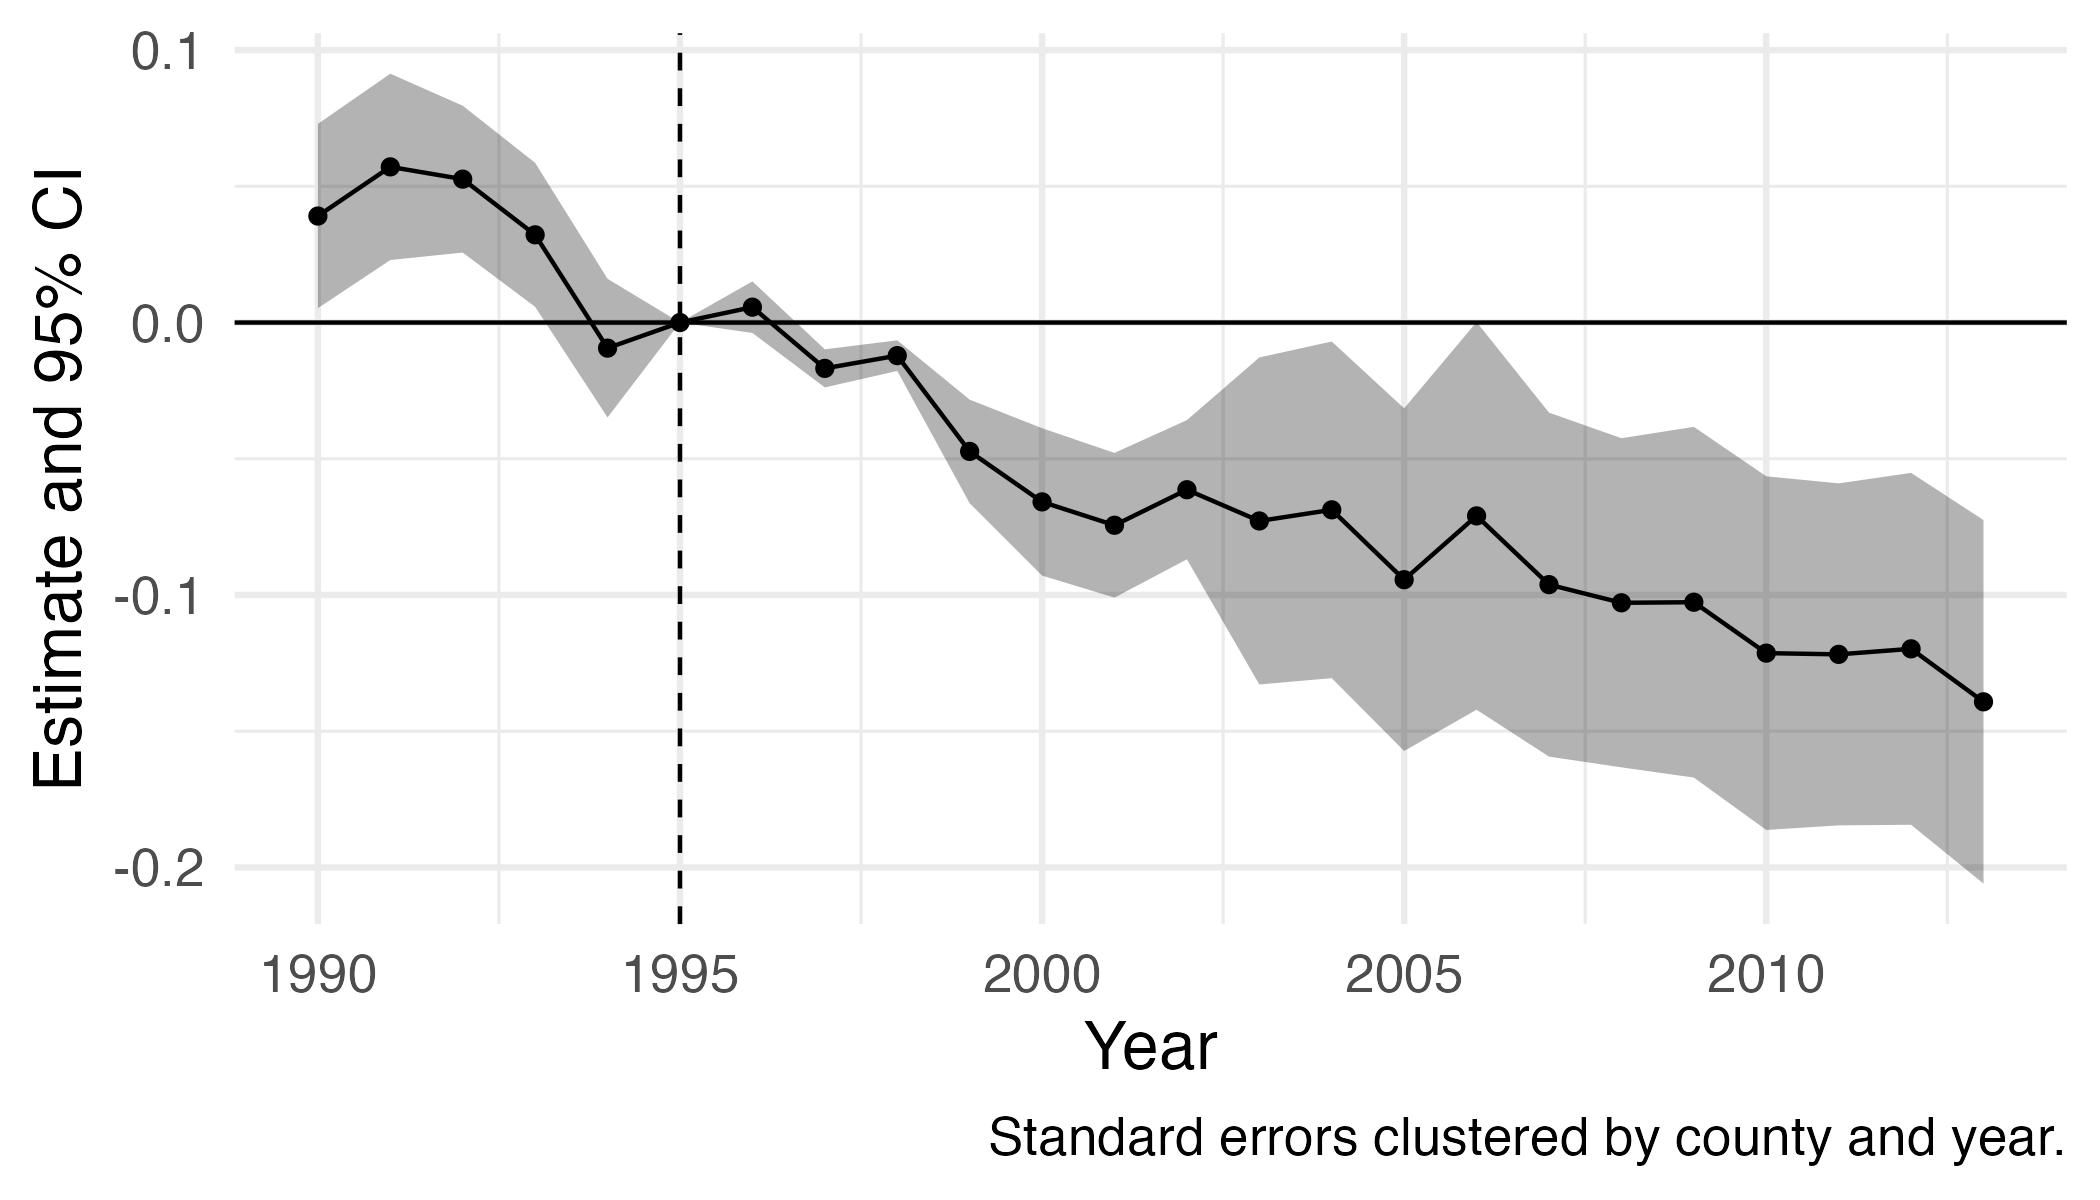 Estimate and 95% CI
0.1
0.0
-0.1
-0.2
1990 1995 2000 2005 2010
Year
Standard errors clustered by county and year.